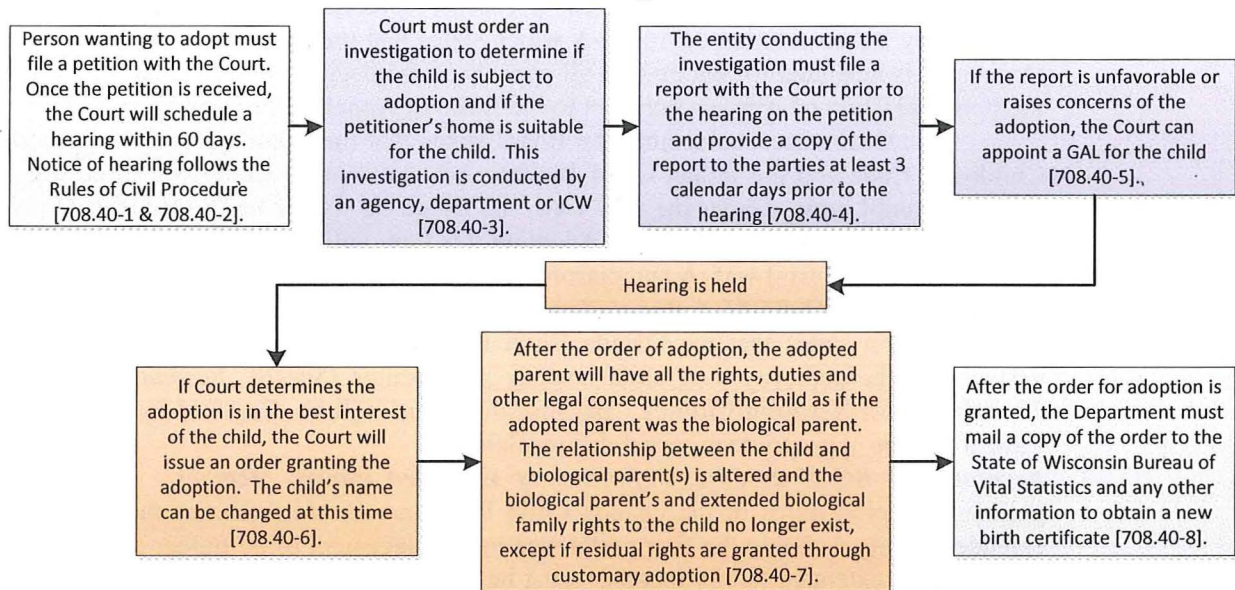 Person wanting to adopt must
file a petition with the Court.
Once the petition is received,
the Court will schedule a
hearing within 60 days.
Notice of hearing follows the
Rules of Civil Procedure
[708.40-1 & 708.40-2].
Court must order an
investigation to determine if
the child is subject to
adoption and if the
petitioner's home is suitable
for the child. This
investigation is conducted by
an agency, department or ICW
[708.40-3].
The entity conducting the
investigation must file a
report with the Court prior to
the hearing on the petition
and provide a copy of the
report to the parties at least 3
calendar days prior to the
hearing [708.40-4].
If the report is unfavorable or
raises concerns of the
adoption, the Court can
appoint a GAL for the child
[708.40-5].
Hearing is held
If Court determines the
adoption is in the best interest
of the child, the Court will
issue an order granting the
adoption. The child's name
can be changed at this time
[708.40-6].
After the order of adoption, the adopted
parent will have all the rights, duties and
other legal consequences of the child as if the
adopted parent was the biological parent.
The relationship between the child and
biological parent(s) is altered and the
biological parent's and extended biological
family rights to the child no longer exist,
except if residual rights are granted through
customary adoption [708.40-7].
After the order for adoption is
granted, the Department must
mail a copy of the order to the
State of Wisconsin Bureau of
Vital Statistics and any other
information to obtain a new
birth certificate [708.40-8].